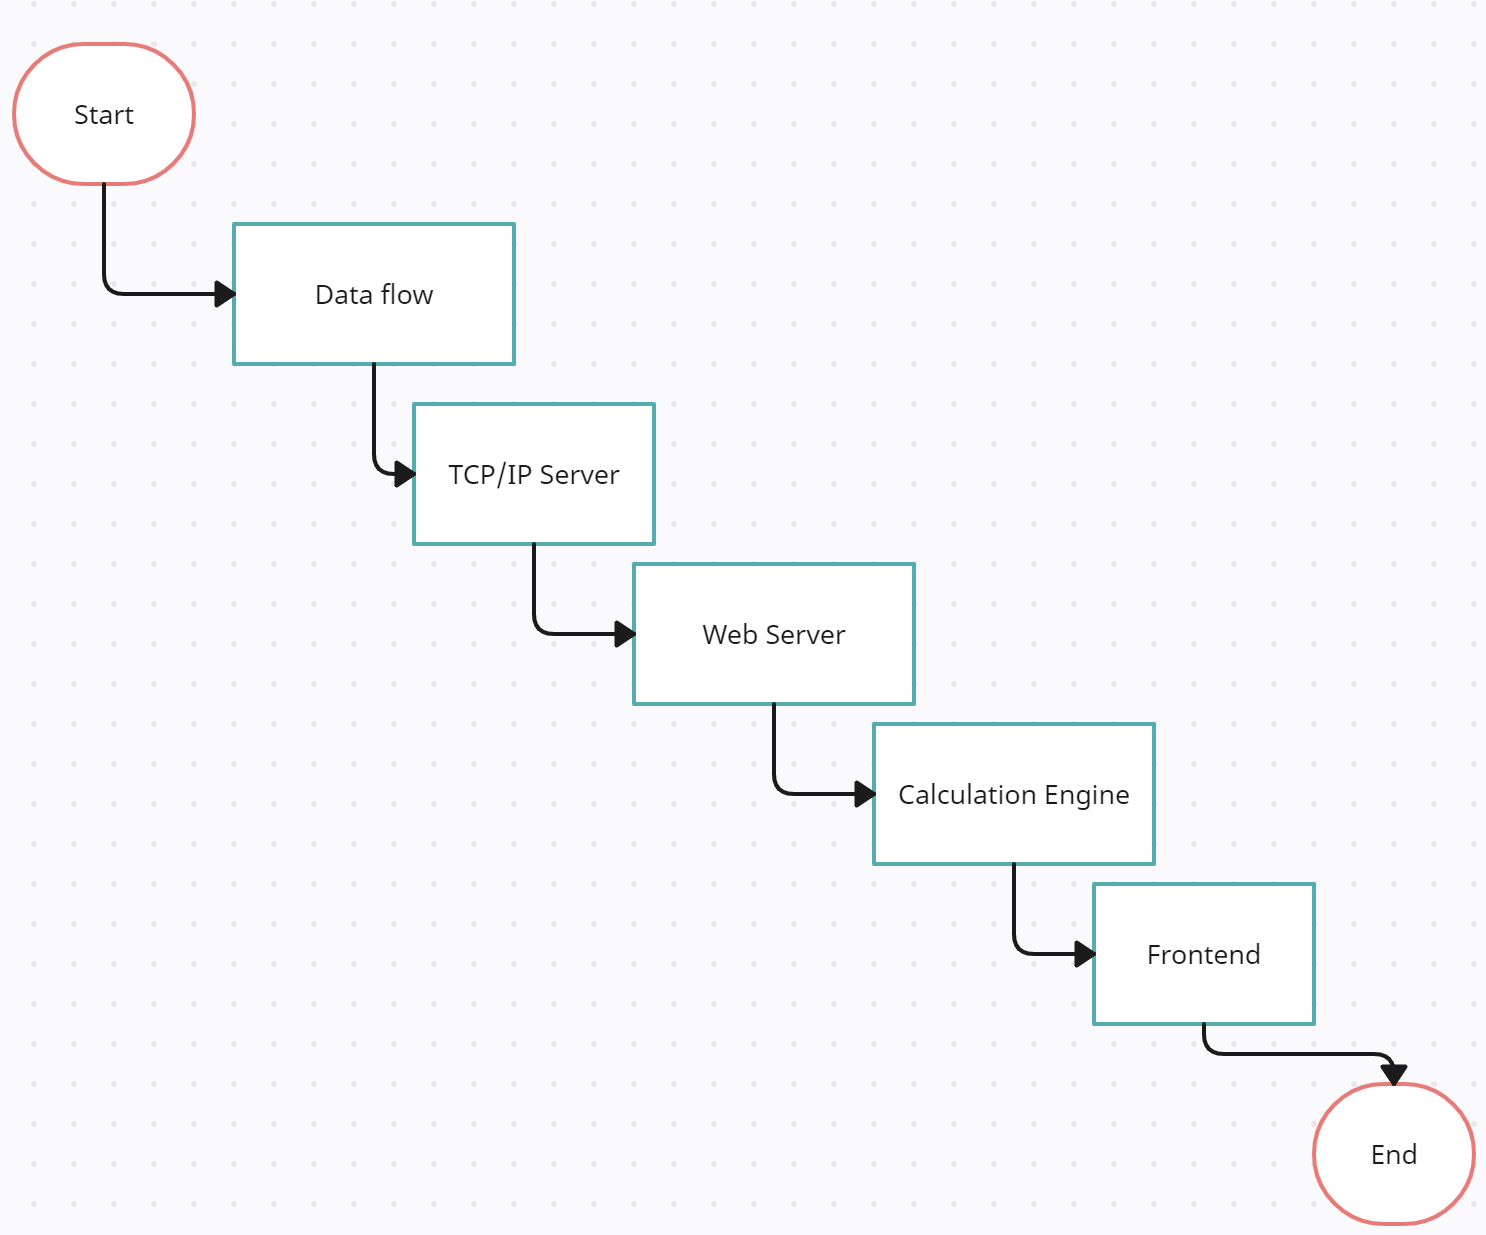 Start
Data flow
TCP/IP Server
Web Server
Calculation Engine
Frontend
End